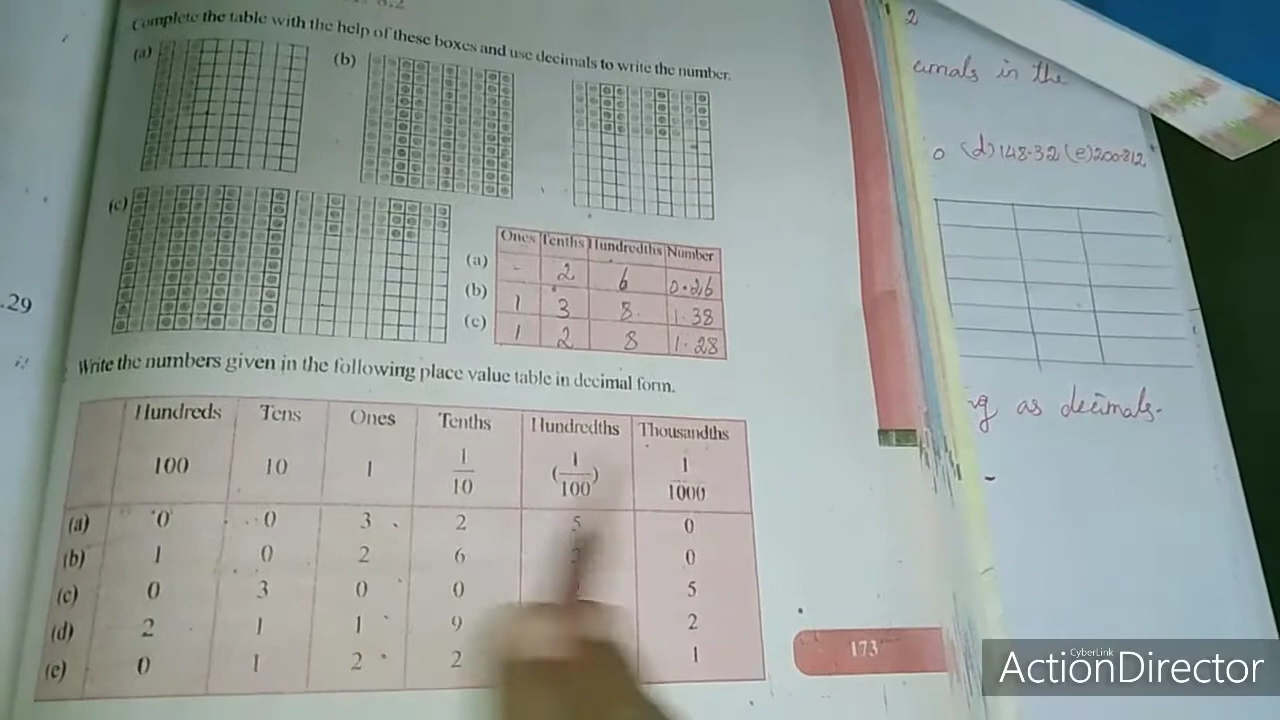 8.2
Complete the table with the help of these boxes and use decimals to write the number.
(a) (b)
(c)
Ones Tenths Hundredths Number
(a) - 2 6 0.26
(b) 1 3 8 1.38
(c) 1 2 8 1.28
.29
Write the numbers given in the following place value table in decimal form.
Hundreds Tens Ones Tenths Hundredths Thousandths
100 10 1 1/10 (1/100) 1/1000
(a) 0 0 3 2 5 0
(b) 1 0 2 6 0
(c) 0 3 0 0 5
(d) 2 1 1 9 2
(e) 0 1 2 2 1
173
2
in the
(d) 148.32 (e) 200.812
as decimals.
CyberLink
ActionDirector